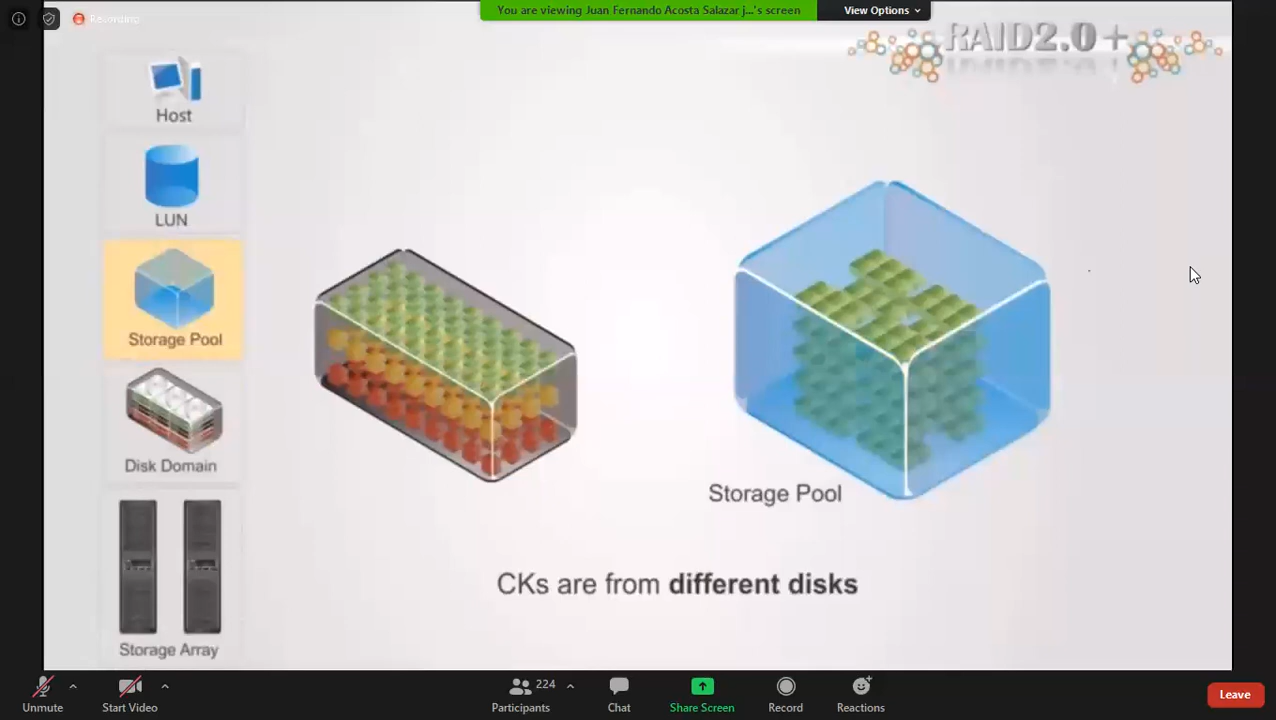 Recording
You are viewing Juan Fernando Acosta Salazar j...'s screen
View Options
RAID2.0+
Host
LUN
Storage Pool
Disk Domain
Storage Array
Storage Pool
CKs are from different disks
Unmute
Start Video
224
Participants
Chat
Share Screen
Record
Reactions
Leave